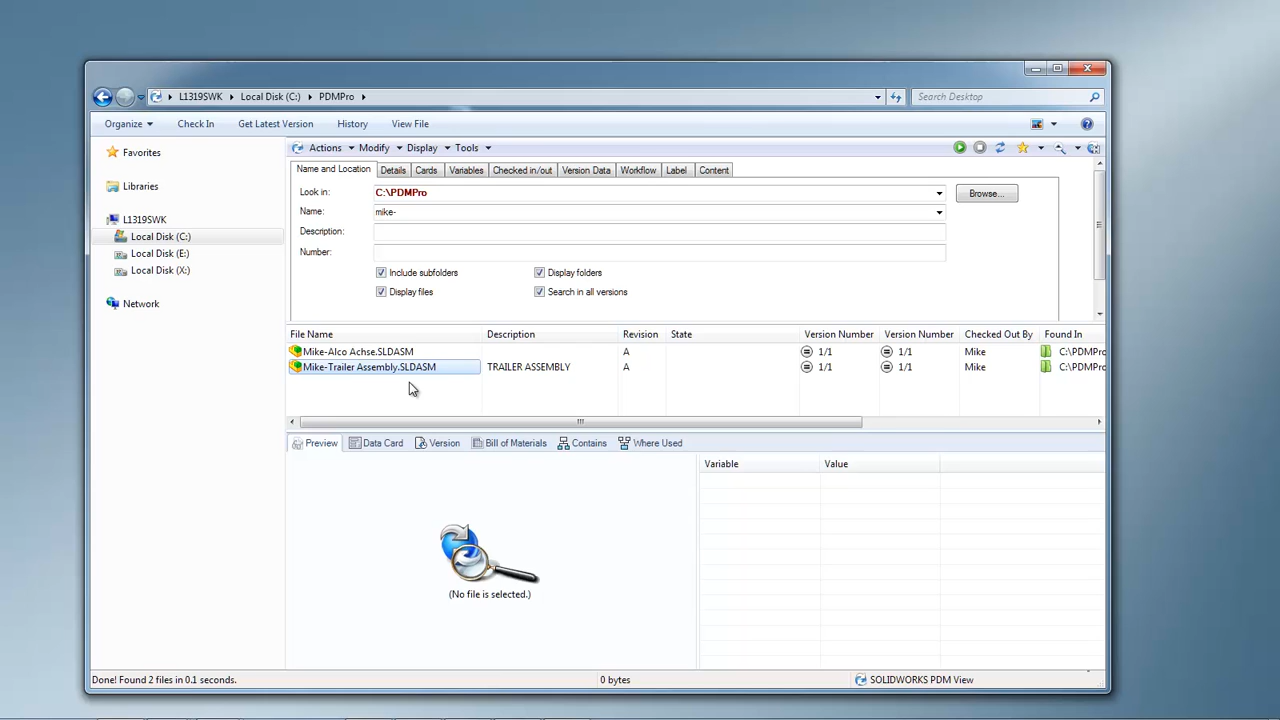 L1319SWK Local Disk (C:) PDMPro Search Desktop
Organize Check In Get Latest Version History View File
Favorites
Libraries
L1319SWK
Local Disk (C:)
Local Disk (E:)
Local Disk (X:)
Network
Actions Modify Display Tools
Name and Location Details Cards Variables Checked in/out Version Data Workflow Label Content
Look in: C:\PDMPro Browse...
Name: mike-
Description:
Number:
Include subfolders Display folders
Display files Search in all versions
File Name Description Revision State Version Number Version Number Checked Out By Found In
Mike-Alco Achse.SLDASM A 1/1 1/1 Mike C:\PDMPro
Mike-Trailer Assembly.SLDASM TRAILER ASSEMBLY A 1/1 1/1 Mike C:\PDMPro
Preview Data Card Version Bill of Materials Contains Where Used
Variable Value
(No file is selected.)
Done! Found 2 files in 0.1 seconds. 0 bytes SOLIDWORKS PDM View